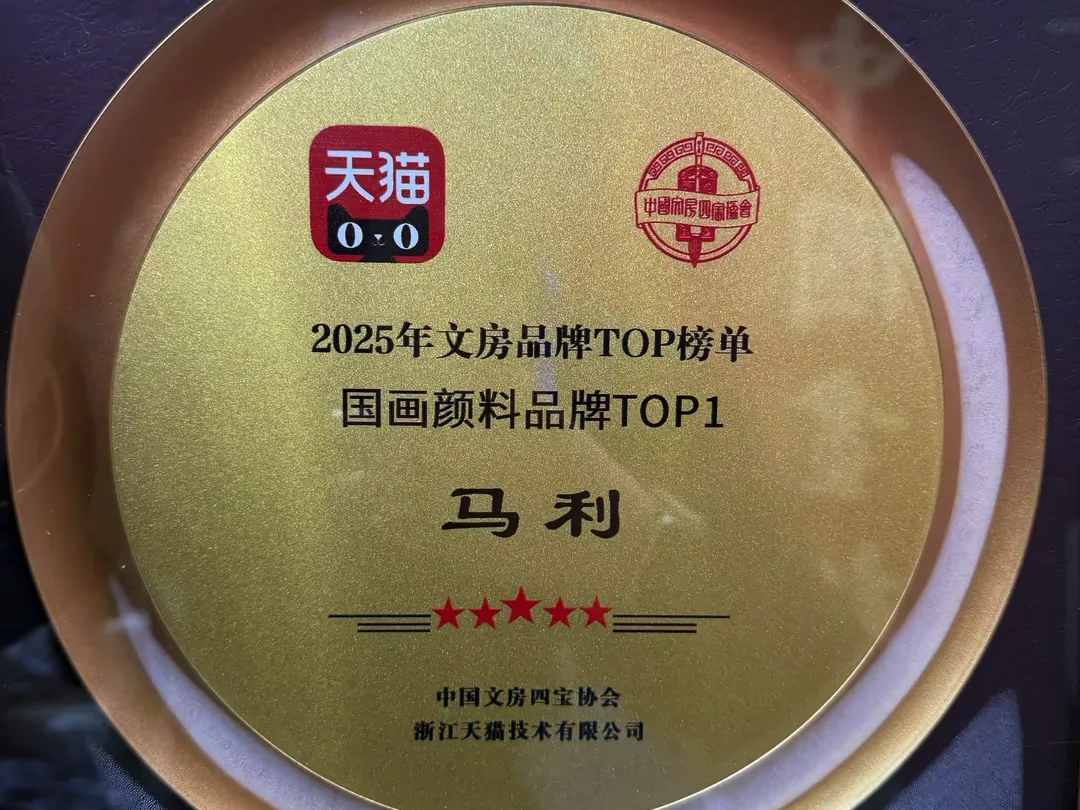 天猫
中國文房四寶協會
2025年文房品牌TOP榜单
国画颜料品牌TOP1
马利
中国文房四宝协会
浙江天猫技术有限公司